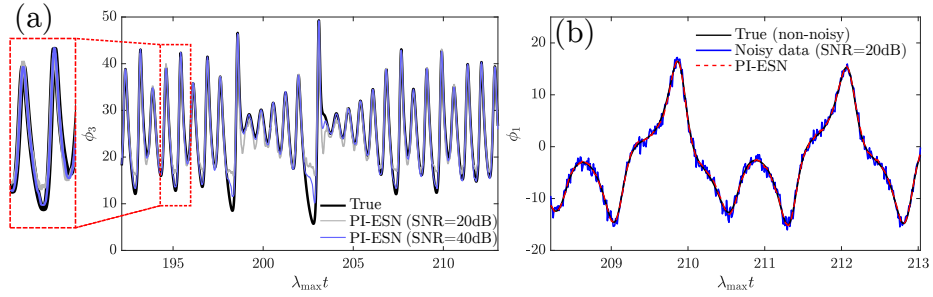 (a)
50
40
30
20
10
0
ϕ3
195
200
205
210
λmax t
True
PI-ESN (SNR=20dB)
PI-ESN (SNR=40dB)
(b)
20
10
0
-10
-20
ϕ1
209
210
211
212
213
λmax t
True (non-noisy)
Noisy data (SNR=20dB)
PI-ESN